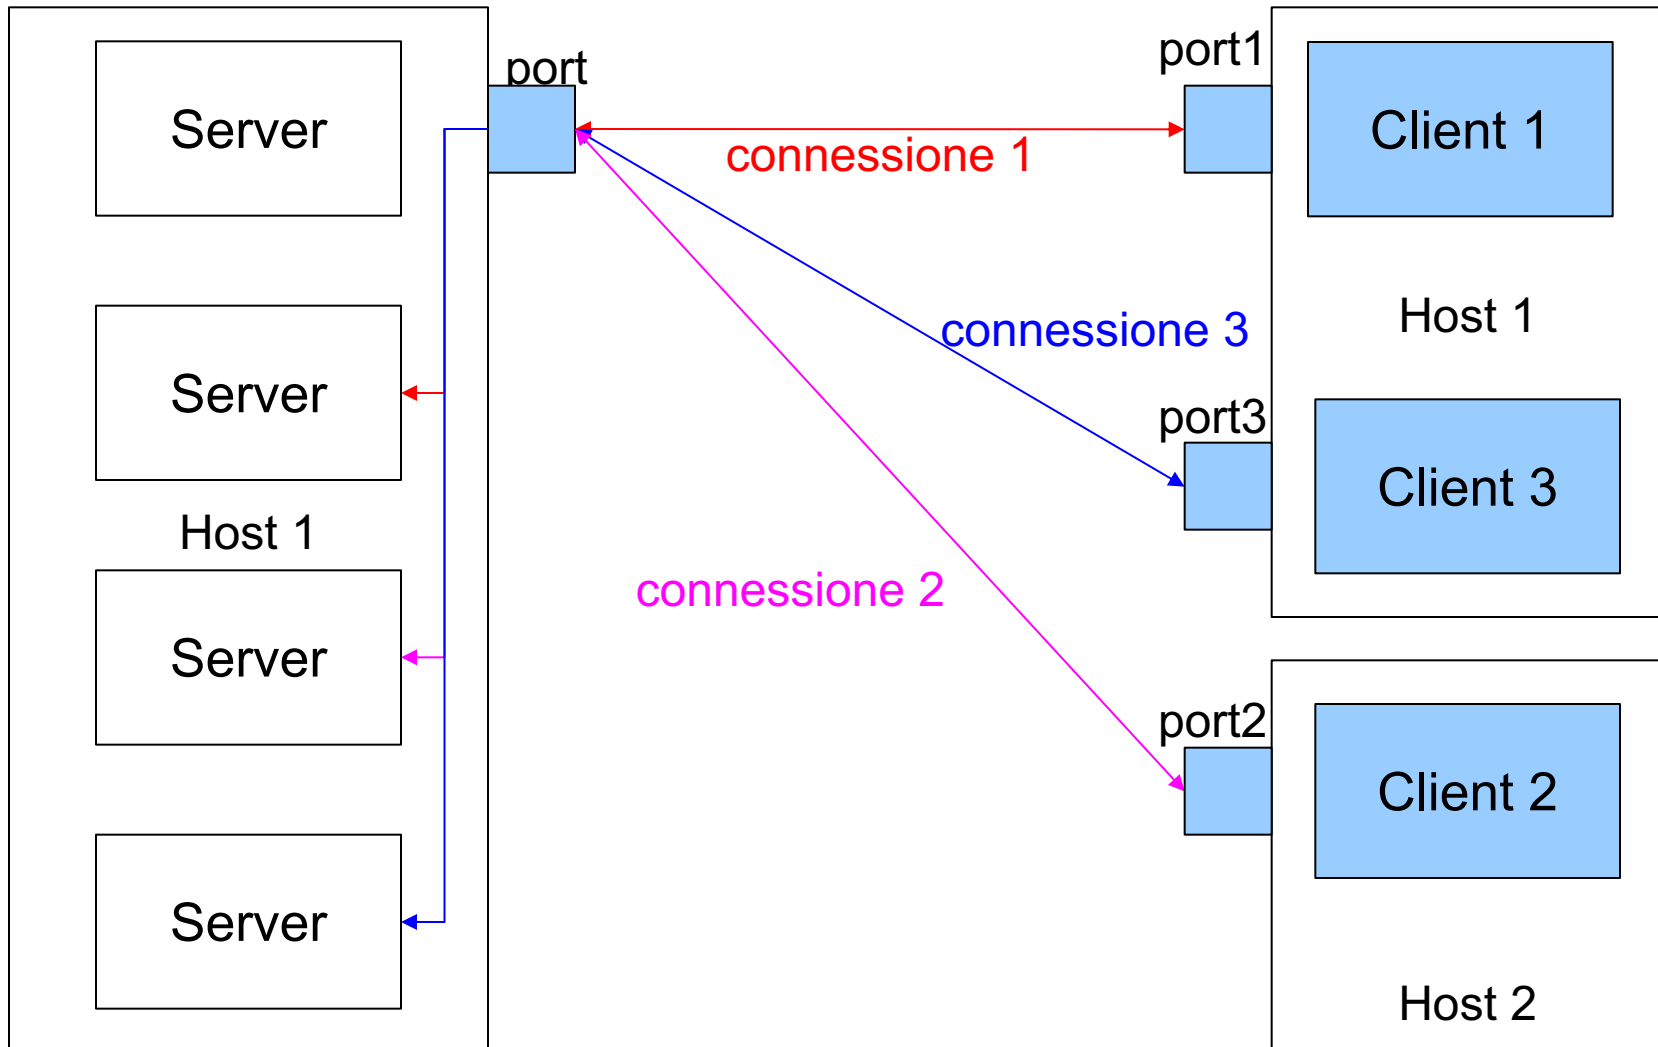 Server
port
connessione 1
port1
Client 1
Server
Host 1
connessione 3
Host 1
port3
Client 3
Server
connessione 2
port2
Client 2
Server
Host 2